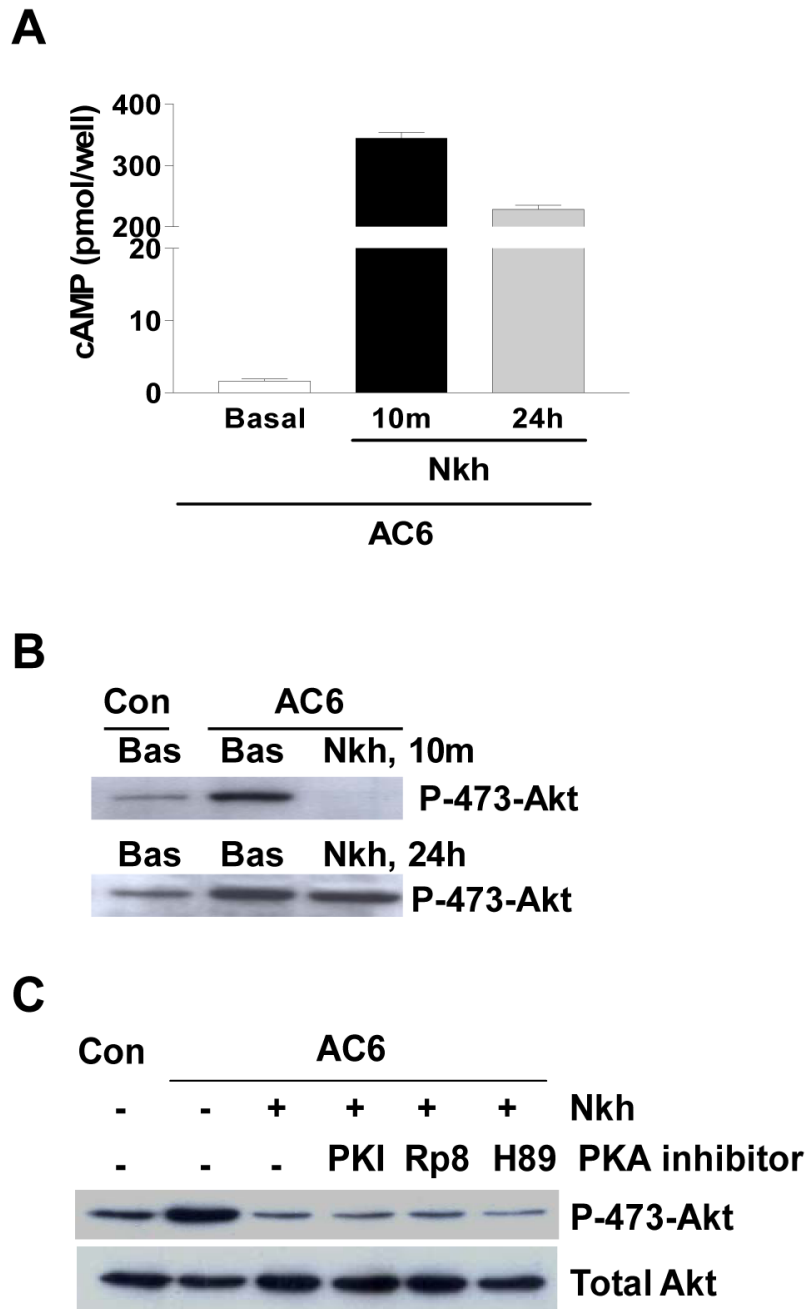 A
cAMP (pmol/well)
400
300
200
20
10
0
Basal 10m 24h
Nkh
AC6
B
Con AC6
Bas Bas Nkh, 10m
P-473-Akt
Bas Bas Nkh, 24h
P-473-Akt
C
Con AC6
- - + + + + Nkh
- - - PKI Rp8 H89 PKA inhibitor
P-473-Akt
Total Akt